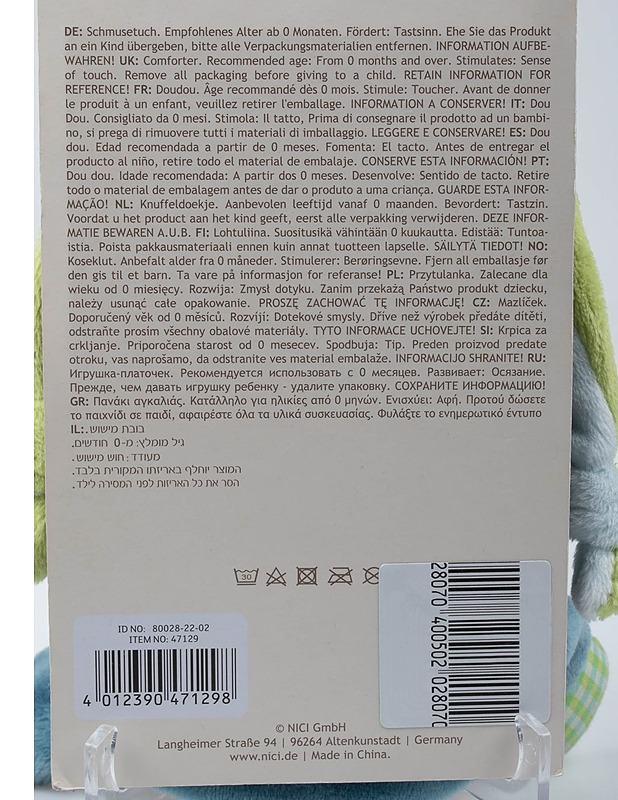 DE: Schmusetuch. Empfohlenes Alter ab 0 Monaten. Fördert: Tastsinn. Ehe Sie das Produkt
an ein Kind übergeben, bitte alle Verpackungsmaterialien entfernen. INFORMATION AUFBE-
WAHREN! UK: Comforter. Recommended age: From 0 months and over. Stimulates: Sense
of touch. Remove all packaging before giving to a child. RETAIN INFORMATION FOR
REFERENCE! FR: Doudou. Âge recommandé dès 0 mois. Stimule: Toucher. Avant de donner
le produit à un enfant, veuillez retirer l'emballage. INFORMATION A CONSERVER! IT: Dou
Dou. Consigliato da 0 mesi. Stimola: Il tatto, Prima di consegnare il prodotto ad un bambi-
no, si prega di rimuovere tutti i materiali di imballaggio. LEGGERE E CONSERVARE! ES: Dou
dou. Edad recomendada a partir de 0 meses. Fomenta: El tacto. Antes de entregar el
producto al niño, retire todo el material de embalaje. CONSERVE ESTA INFORMACIÓN! PT:
Dou dou. Idade recomendada: A partir dos 0 meses. Desenvolve: Sentido de tacto. Retire
todo o material de embalagem antes de dar o produto a uma criança. GUARDE ESTA INFOR-
MAÇÃO! NL: Knuffeldoekje. Aanbevolen leeftijd vanaf 0 maanden. Bevordert: Tastzin.
Voordat u het product aan het kind geeft, eerst alle verpakking verwijderen. DEZE INFOR-
MATIE BEWAREN A.U.B. FI: Lohtuliina. Suositusikä vähintään 0 kuukautta. Edistää: Tuntoa-
istia. Poista pakkausmateriaali ennen kuin annat tuotteen lapselle. SÄILYTÄ TIEDOT! NO:
Koseklut. Anbefalt alder fra 0 måneder. Stimulerer: Berøringsevne. Fjern all emballasje før
den gis til et barn. Ta vare på informasjon for referanse! PL: Przytulanka. Zalecane dla
wieku od 0 miesięcy. Rozwija: Zmysł dotyku. Zanim przekażą Państwo produkt dziecku,
należy usunąć całe opakowanie. PROSZĘ ZACHOWAĆ TĘ INFORMACJĘ! CZ: Mazlíček.
Doporučený věk od 0 měsíců. Rozvíjí: Dotekové smysly. Dříve než výrobek předáte dítěti,
odstraňte prosím všechny obalové materiály. TYTO INFORMACE UCHOVEJTE! SI: Krpica za
crkljanje. Priporočena starost od 0 mesecev. Spodbuja: Tip. Preden proizvod predate
otroku, vas naprošamo, da odstranite ves material embalaže. INFORMACIJO SHRANITE! RU:
Игрушка-платочек. Рекомендуется использовать с 0 месяцев. Развивает: Осязание.
Прежде, чем давать игрушку ребенку - удалите упаковку. СОХРАНИТЕ ИНФОРМАЦИЮ!
GR: Πανάκι αγκαλιάς. Κατάλληλο για ηλικίες από 0 μηνών. Ενισχύει: Αφή. Προτού δώσετε
το παιχνίδι σε παιδί, αφαιρέστε όλα τα υλικά συσκευασίας. Φυλάξτε το ενημερωτικό έντυπο
IL: בובת מישוש.
גיל מומלץ: מ-0 חודשים.
מעודד: חוש מישוש.
המוצר יוחלף באריזתו המקורית בלבד.
הסר את כל האריזות לפני המסירה לילד.
30
ID NO: 80028-22-02
ITEM NO: 47129
4 012390 471298
28070 400502 028070
© NICI GmbH
Langheimer Straße 94 | 96264 Altenkunstadt | Germany
www.nici.de | Made in China.